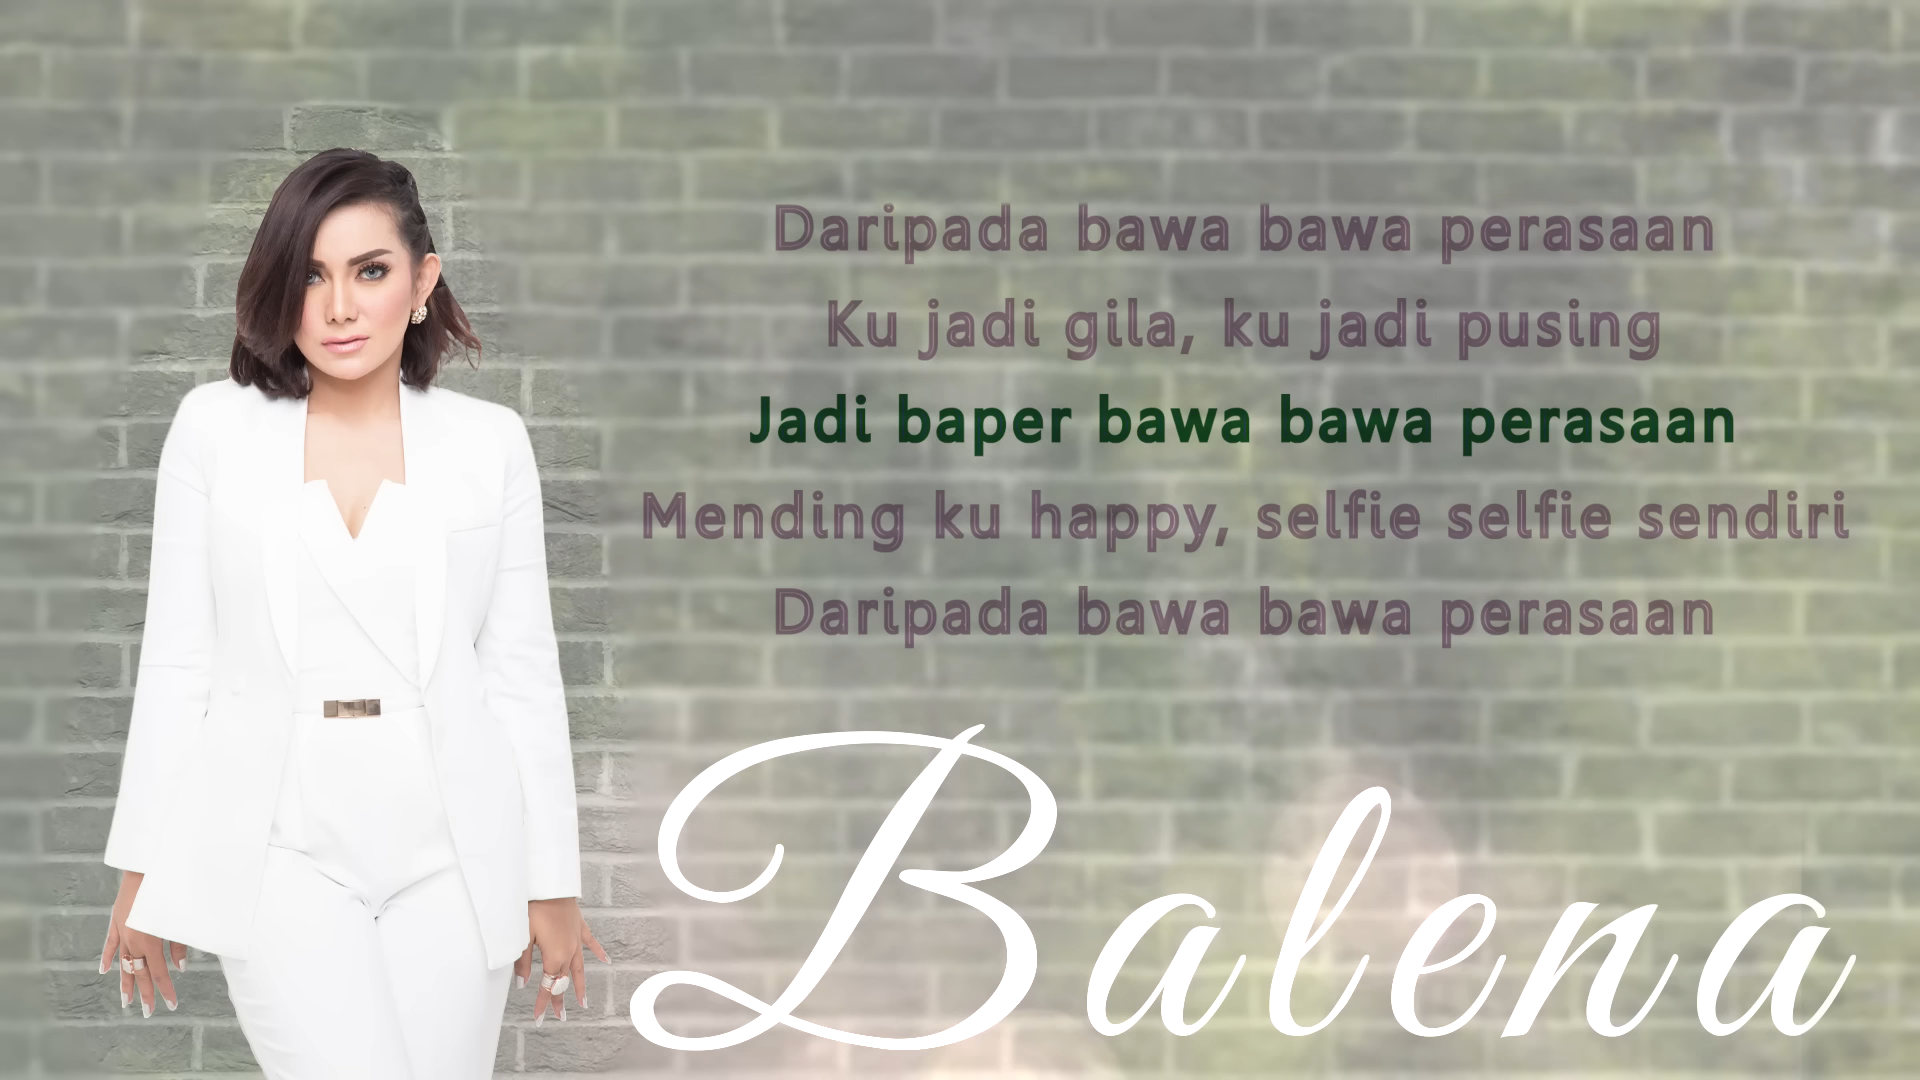 Daripada bawa bawa perasaan
Ku jadi gila, ku jadi pusing
Jadi baper bawa bawa perasaan
Mending ku happy, selfie selfie sendiri
Daripada bawa bawa perasaan
Balena